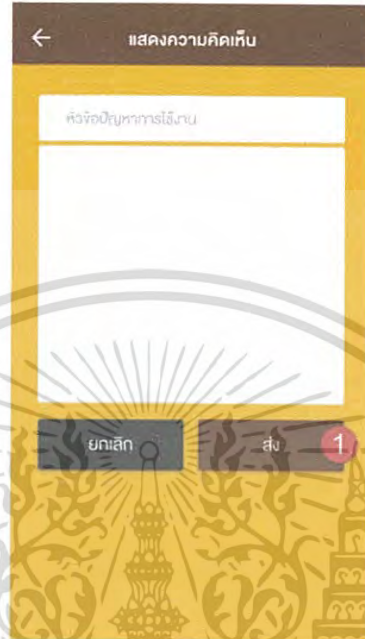 แสดงความคิดเห็น
หัวข้อปัญหาการใช้งาน
ยกเลิก
ส่ง
1